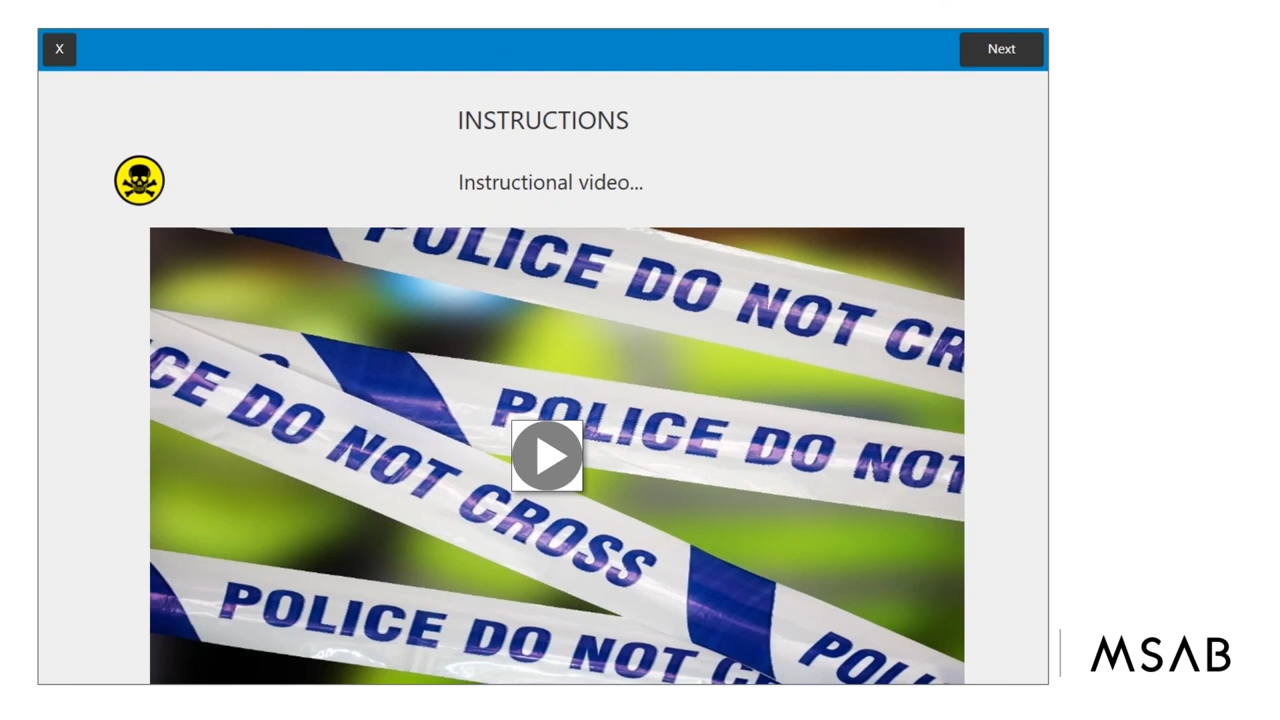 X
Next
INSTRUCTIONS
Instructional video...
POLICE DO NOT CR
POLICE DO NOT
CE DO NOT CROSS
POLICE DO NOT C
POLI
MSAB